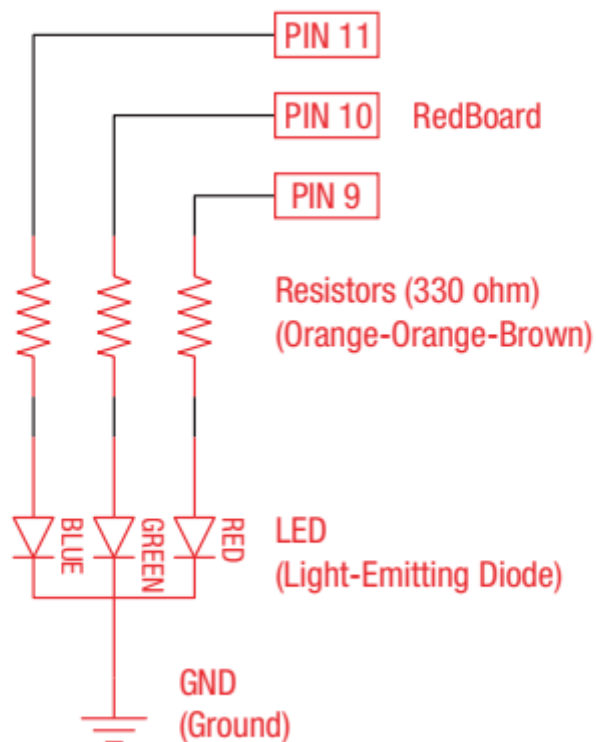 PIN 11
PIN 10 RedBoard
PIN 9
Resistors (330 ohm)
(Orange-Orange-Brown)
BLUE
GREEN
RED
LED
(Light-Emitting Diode)
GND
(Ground)